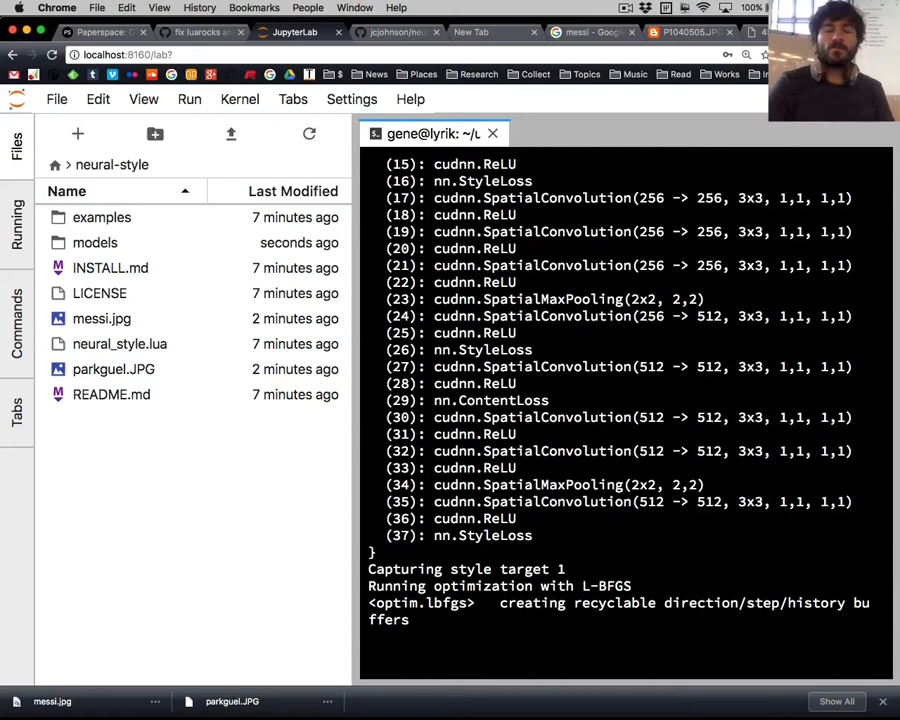 Chrome File Edit View History Bookmarks People Window Help 100%
Paperspace: 0 fix luarocks ar JupyterLab jcjohnson/neu New Tab messi - Google P1040505.JPG
localhost:8160/lab?
$ News Places Research Collect Topics Music Read Works
File Edit View Run Kernel Tabs Settings Help
Files
Running
Commands
Tabs
neural-style
Name Last Modified
examples 7 minutes ago
models seconds ago
INSTALL.md 7 minutes ago
LICENSE 7 minutes ago
messi.jpg 2 minutes ago
neural_style.lua 7 minutes ago
parkguel.JPG 2 minutes ago
README.md 7 minutes ago
gene@lyrik: ~/u
(15): cudnn.ReLU
(16): nn.StyleLoss
(17): cudnn.SpatialConvolution(256 -> 256, 3x3, 1,1, 1,1)
(18): cudnn.ReLU
(19): cudnn.SpatialConvolution(256 -> 256, 3x3, 1,1, 1,1)
(20): cudnn.ReLU
(21): cudnn.SpatialConvolution(256 -> 256, 3x3, 1,1, 1,1)
(22): cudnn.ReLU
(23): cudnn.SpatialMaxPooling(2x2, 2,2)
(24): cudnn.SpatialConvolution(256 -> 512, 3x3, 1,1, 1,1)
(25): cudnn.ReLU
(26): nn.StyleLoss
(27): cudnn.SpatialConvolution(512 -> 512, 3x3, 1,1, 1,1)
(28): cudnn.ReLU
(29): nn.ContentLoss
(30): cudnn.SpatialConvolution(512 -> 512, 3x3, 1,1, 1,1)
(31): cudnn.ReLU
(32): cudnn.SpatialConvolution(512 -> 512, 3x3, 1,1, 1,1)
(33): cudnn.ReLU
(34): cudnn.SpatialMaxPooling(2x2, 2,2)
(35): cudnn.SpatialConvolution(512 -> 512, 3x3, 1,1, 1,1)
(36): cudnn.ReLU
(37): nn.StyleLoss
}
Capturing style target 1
Running optimization with L-BFGS
<optim.lbfgs> creating recyclable direction/step/history bu
ffers
messi.jpg parkguel.JPG Show All